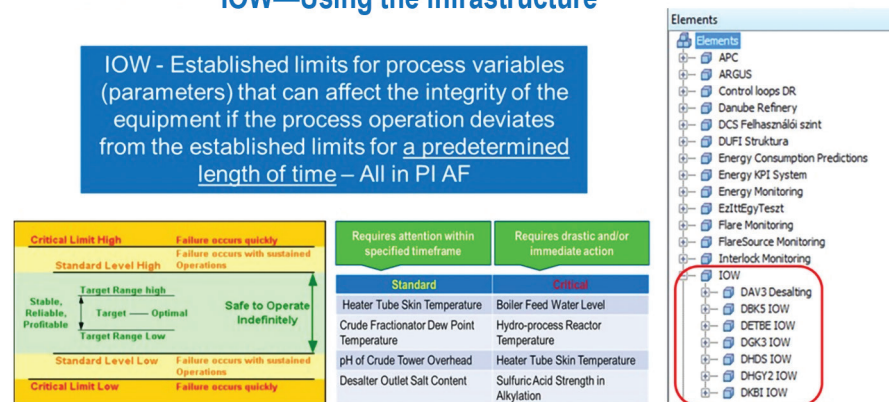 IOW—Using the Infrastructure
IOW - Established limits for process variables
(parameters) that can affect the integrity of the
equipment if the process operation deviates
from the established limits for a predetermined
length of time – All in PI AF
Critical Limit High
Failure occurs quickly
Standard Level High
Failure occurs with sustained
Operations
Target Range high
Stable,
Reliable,
Profitable
Target — Optimal
Target Range Low
Safe to Operate
Indefinitely
Standard Level Low
Failure occurs with sustained
Operations
Critical Limit Low
Failure occurs quickly
Requires attention within
specified timeframe
Requires drastic and/or
immediate action
Standard
Critical
Heater Tube Skin Temperature
Boiler Feed Water Level
Crude Fractionator Dew Point
Temperature
Hydro-process Reactor
Temperature
pH of Crude Tower Overhead
Heater Tube Skin Temperature
Desalter Outlet Salt Content
Sulfuric Acid Strength in
Alkylation
Elements
Elements
APC
ARGUS
Control loops DR
Danube Refinery
DCS Felhasználói szint
DUFI Struktura
Energy Consumption Predictions
Energy KPI System
Energy Monitoring
EzIttEgyTeszt
Flare Monitoring
FlareSource Monitoring
Interlock Monitoring
IOW
DAV3 Desalting
DBK5 IOW
DETBE IOW
DGK3 IOW
DHDS IOW
DHGY2 IOW
DKBI IOW